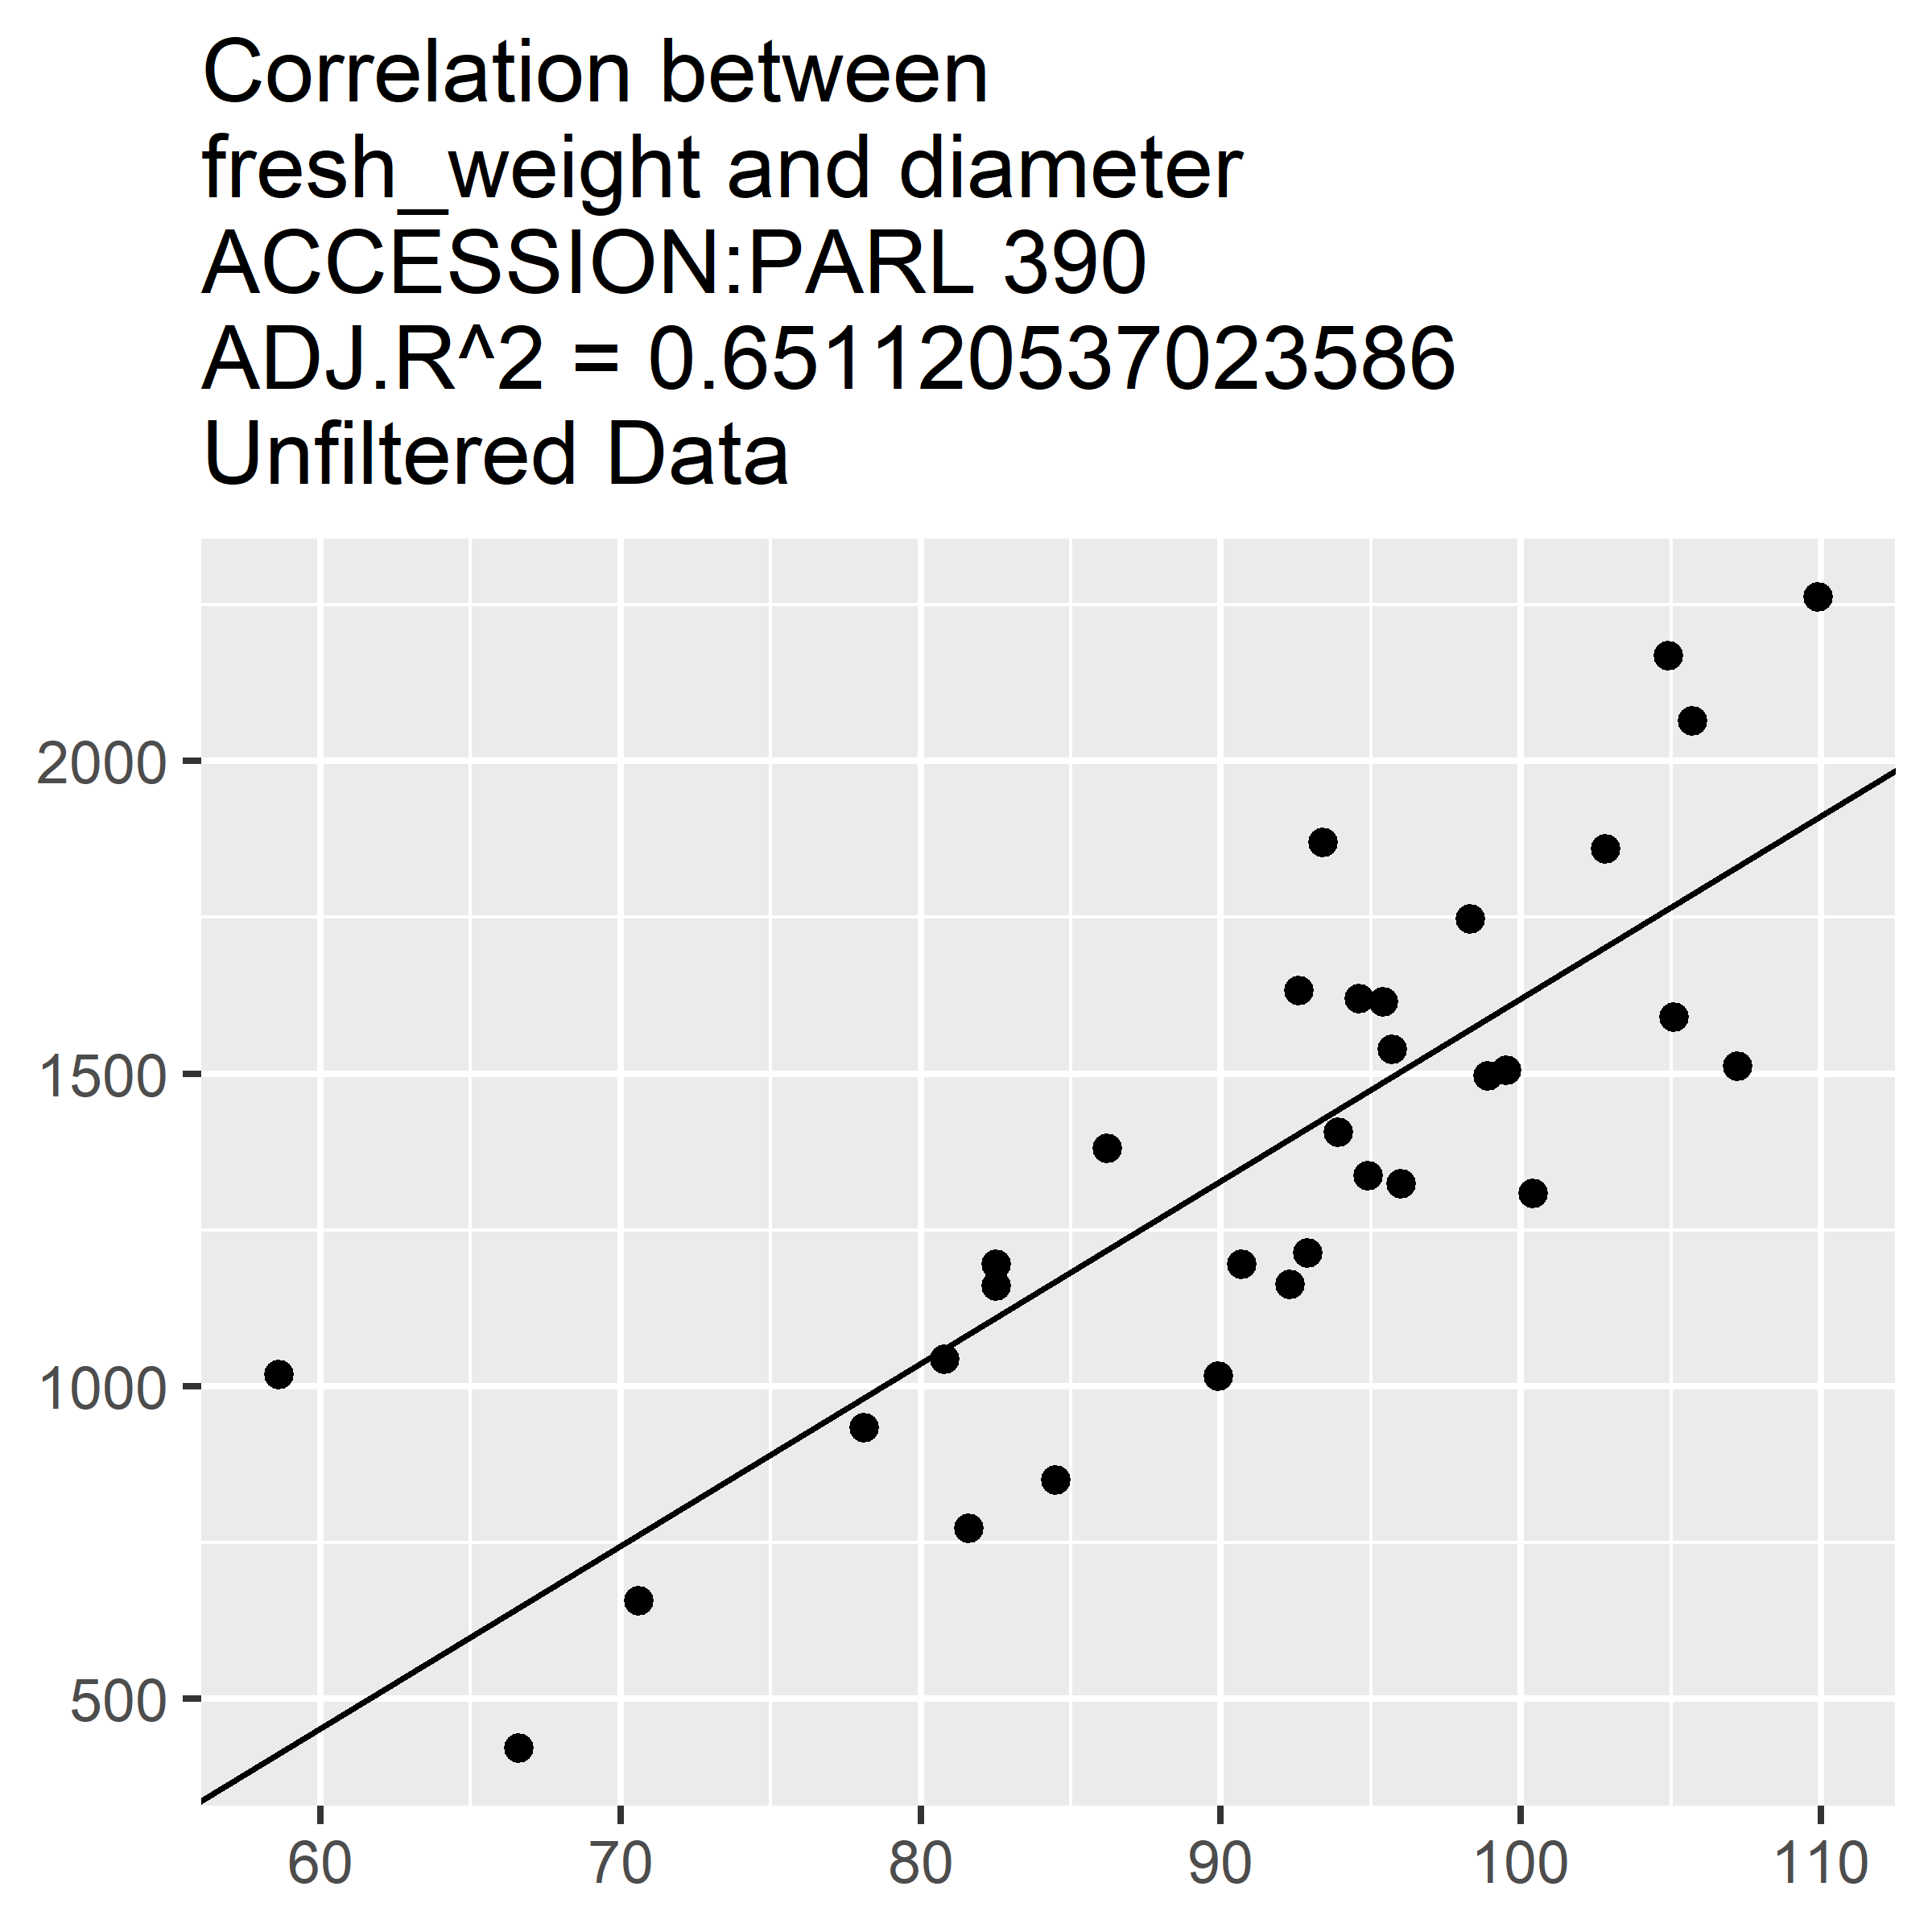 Correlation between
fresh_weight and diameter
ACCESSION:PARL 390
ADJ.R^2 = 0.651120537023586
Unfiltered Data
2000
1500
1000
500
60 70 80 90 100 110